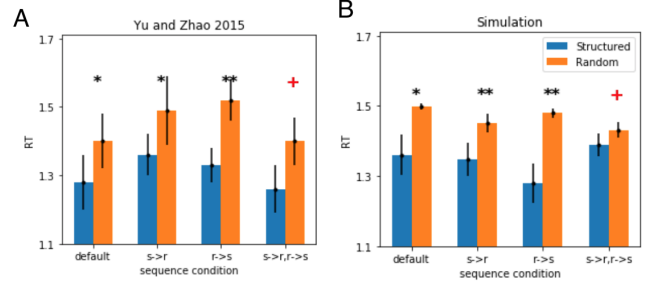 A
Yu and Zhao 2015
1.7
1.5
1.3
1.1
RT
*
*
**
+
default
s->r
r->s
s->r,r->s
sequence condition
B
Simulation
Structured
Random
1.7
1.5
1.3
1.1
RT
*
**
**
+
default
s->r
r->s
s->r,r->s
sequence condition